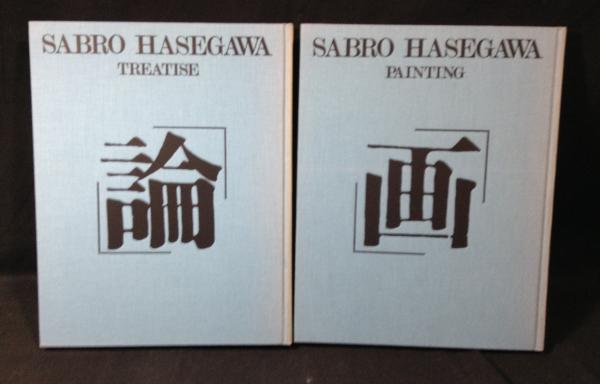 SABRO HASEGAWA
TREATISE
論
SABRO HASEGAWA
PAINTING
画